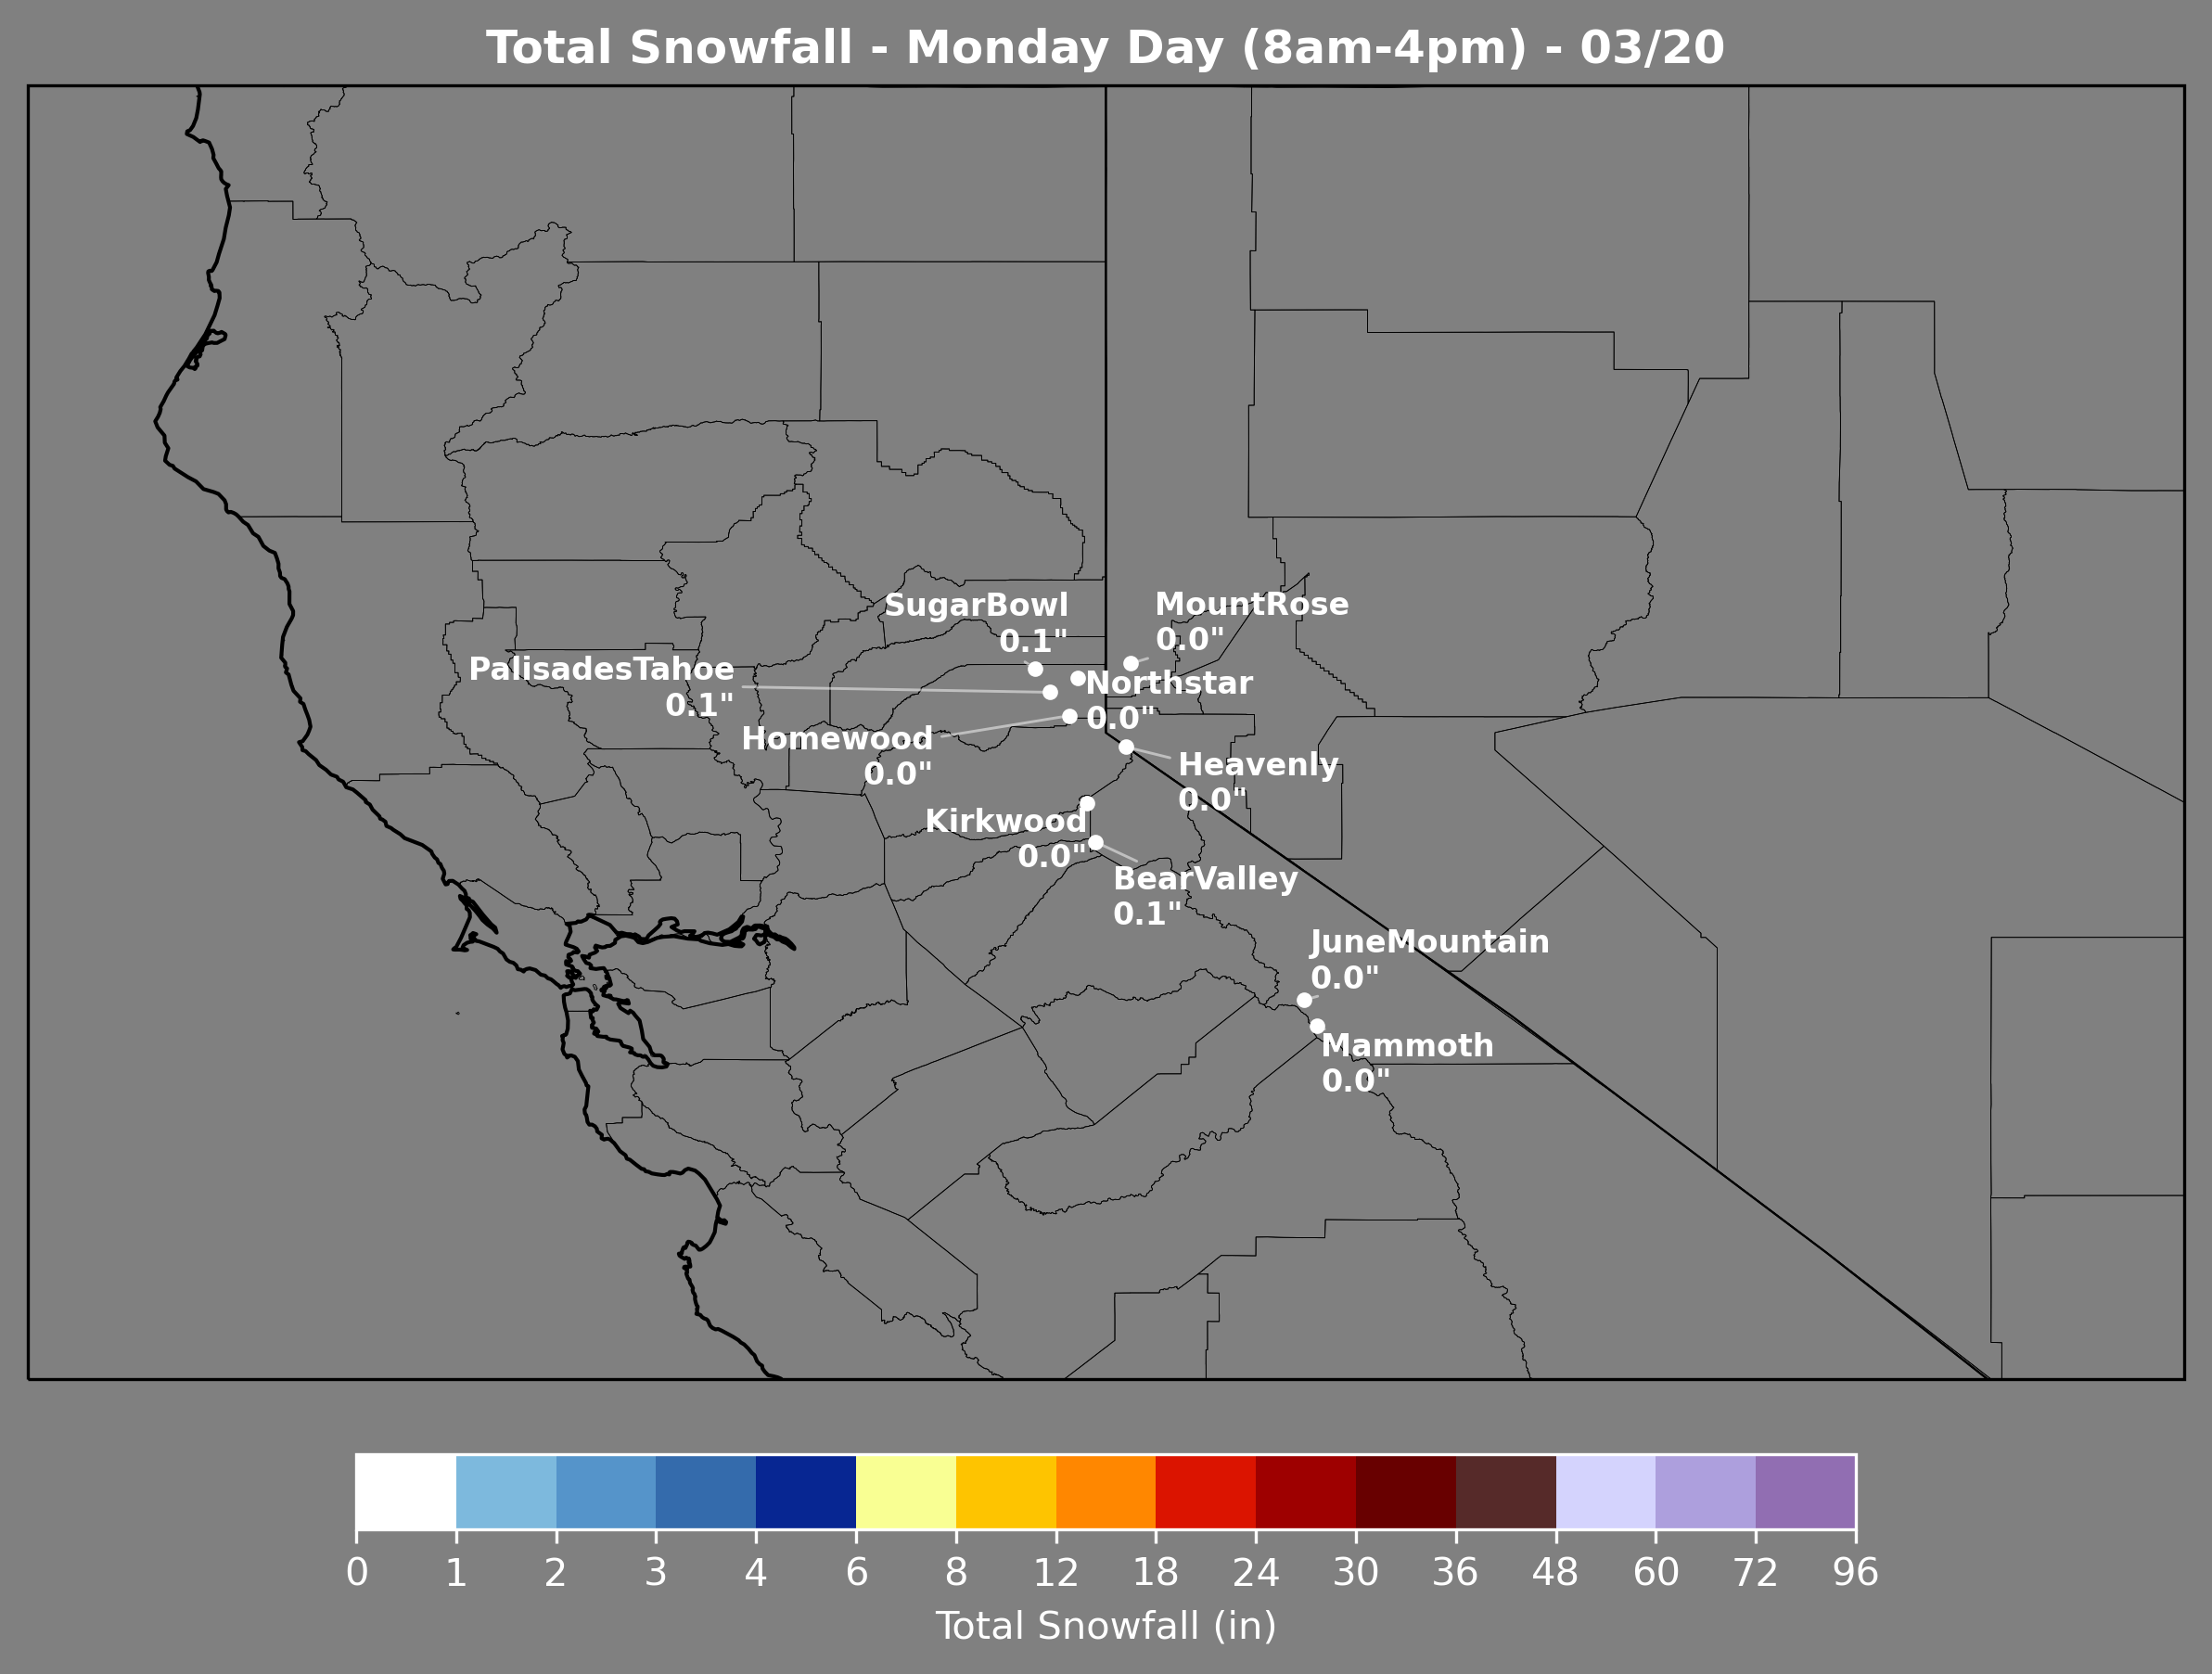 Total Snowfall - Monday Day (8am-4pm) - 03/20
SugarBowl
0.1"
MountRose
0.0"
PalisadesTahoe
0.1"
Northstar
0.0"
Homewood
0.0"
Heavenly
0.0"
Kirkwood
0.0"
BearValley
0.1"
JuneMountain
0.0"
Mammoth
0.0"
0 1 2 3 4 6 8 12 18 24 30 36 48 60 72 96
Total Snowfall (in)